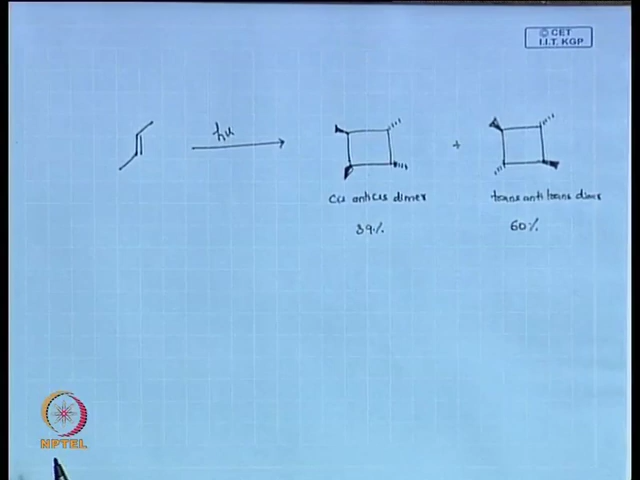 © CET
I.I.T. KGP
hν
+
cis anti cis dimer
trans anti trans dimer
39%
60%
NPTEL